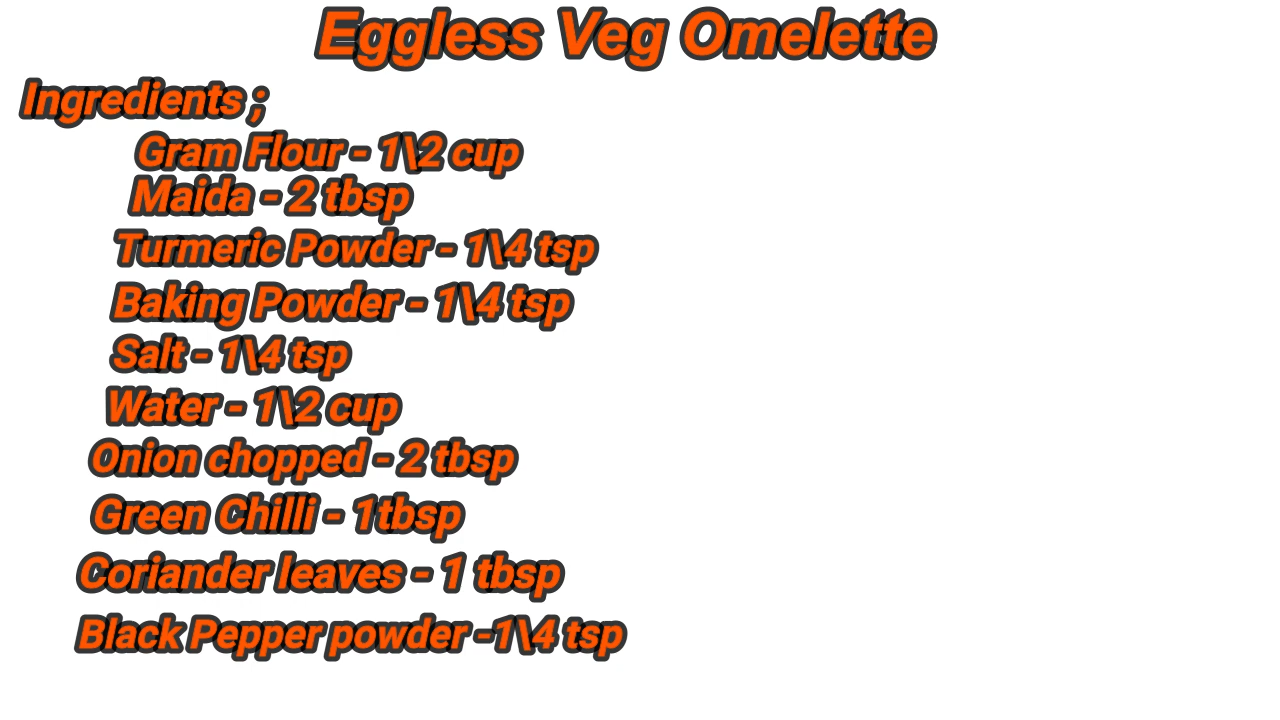 Eggless Veg Omelette
Ingredients ;
Gram Flour - 1\2 cup
Maida - 2 tbsp
Turmeric Powder - 1\4 tsp
Baking Powder - 1\4 tsp
Salt - 1\4 tsp
Water - 1\2 cup
Onion chopped - 2 tbsp
Green Chilli - 1tbsp
Coriander leaves - 1 tbsp
Black Pepper powder -1\4 tsp